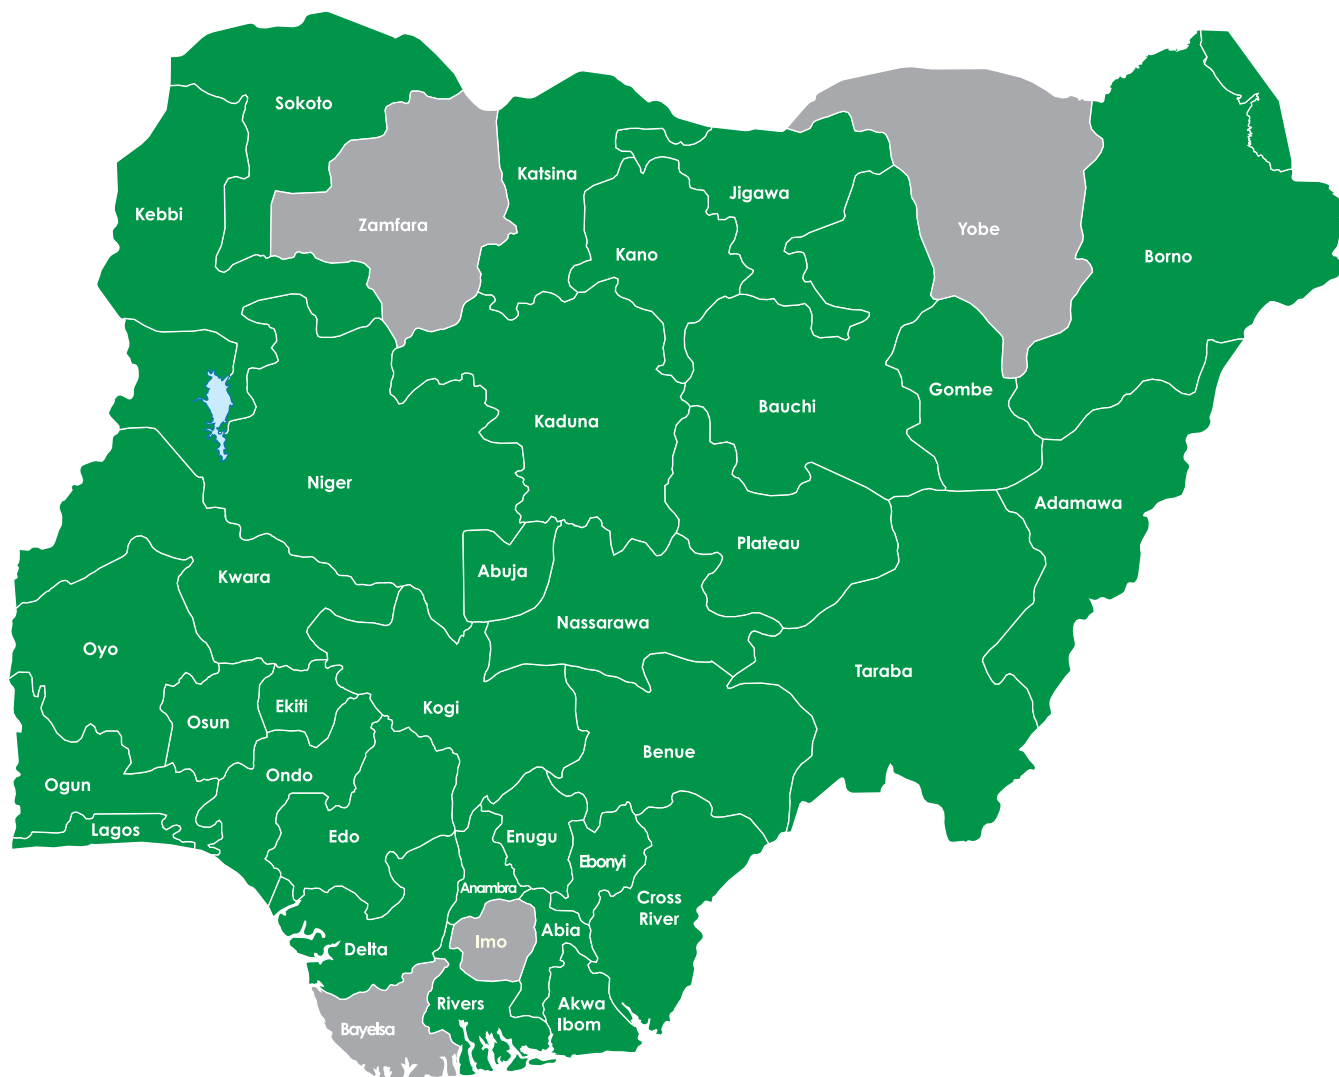 Sokoto
Katsina
Jigawa
Kebbi
Zamfara
Yobe
Kano
Borno
Gombe
Bauchi
Kaduna
Niger
Adamawa
Plateau
Abuja
Kwara
Nassarawa
Oyo
Taraba
Ekiti
Kogi
Osun
Benue
Ondo
Ogun
Lagos
Edo
Enugu
Ebonyi
Anambra
Cross
River
Abia
Imo
Delta
Rivers
Akwa
Ibom
Bayelsa